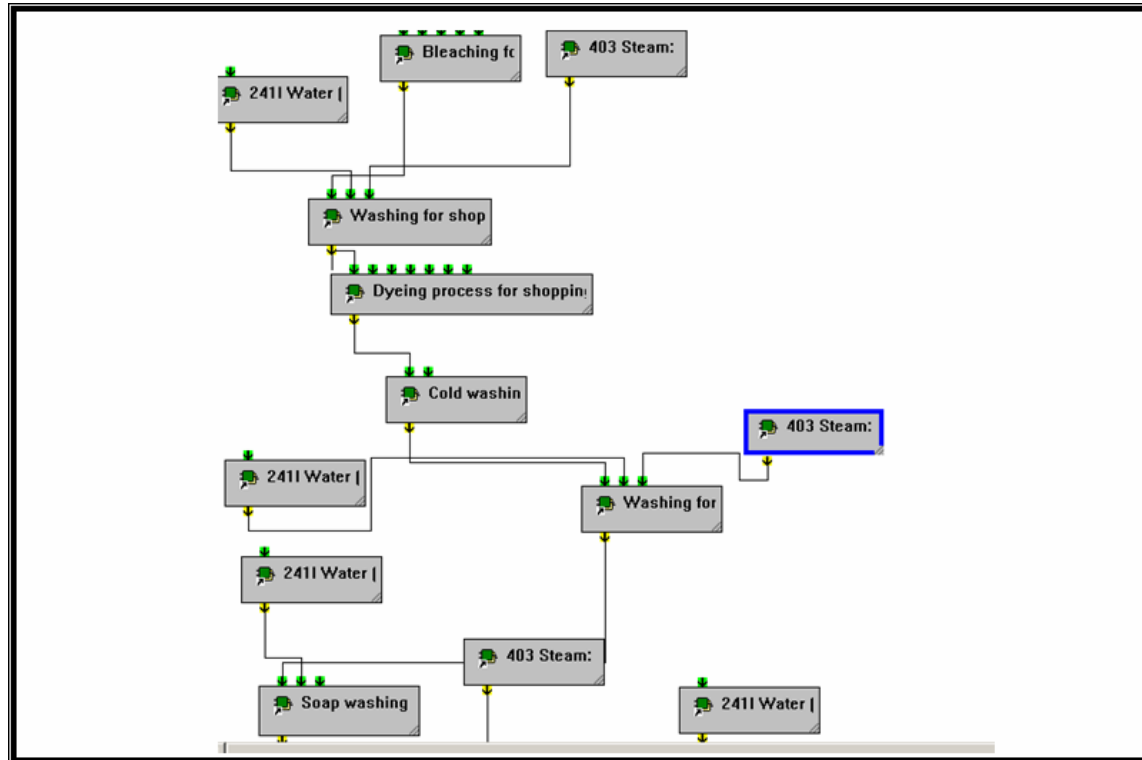 Bleaching fo
403 Steam:
241l Water (
Washing for shop
Dyeing process for shopping
Cold washin
403 Steam:
241l Water (
Washing for
241l Water (
403 Steam:
Soap washing
241l Water (